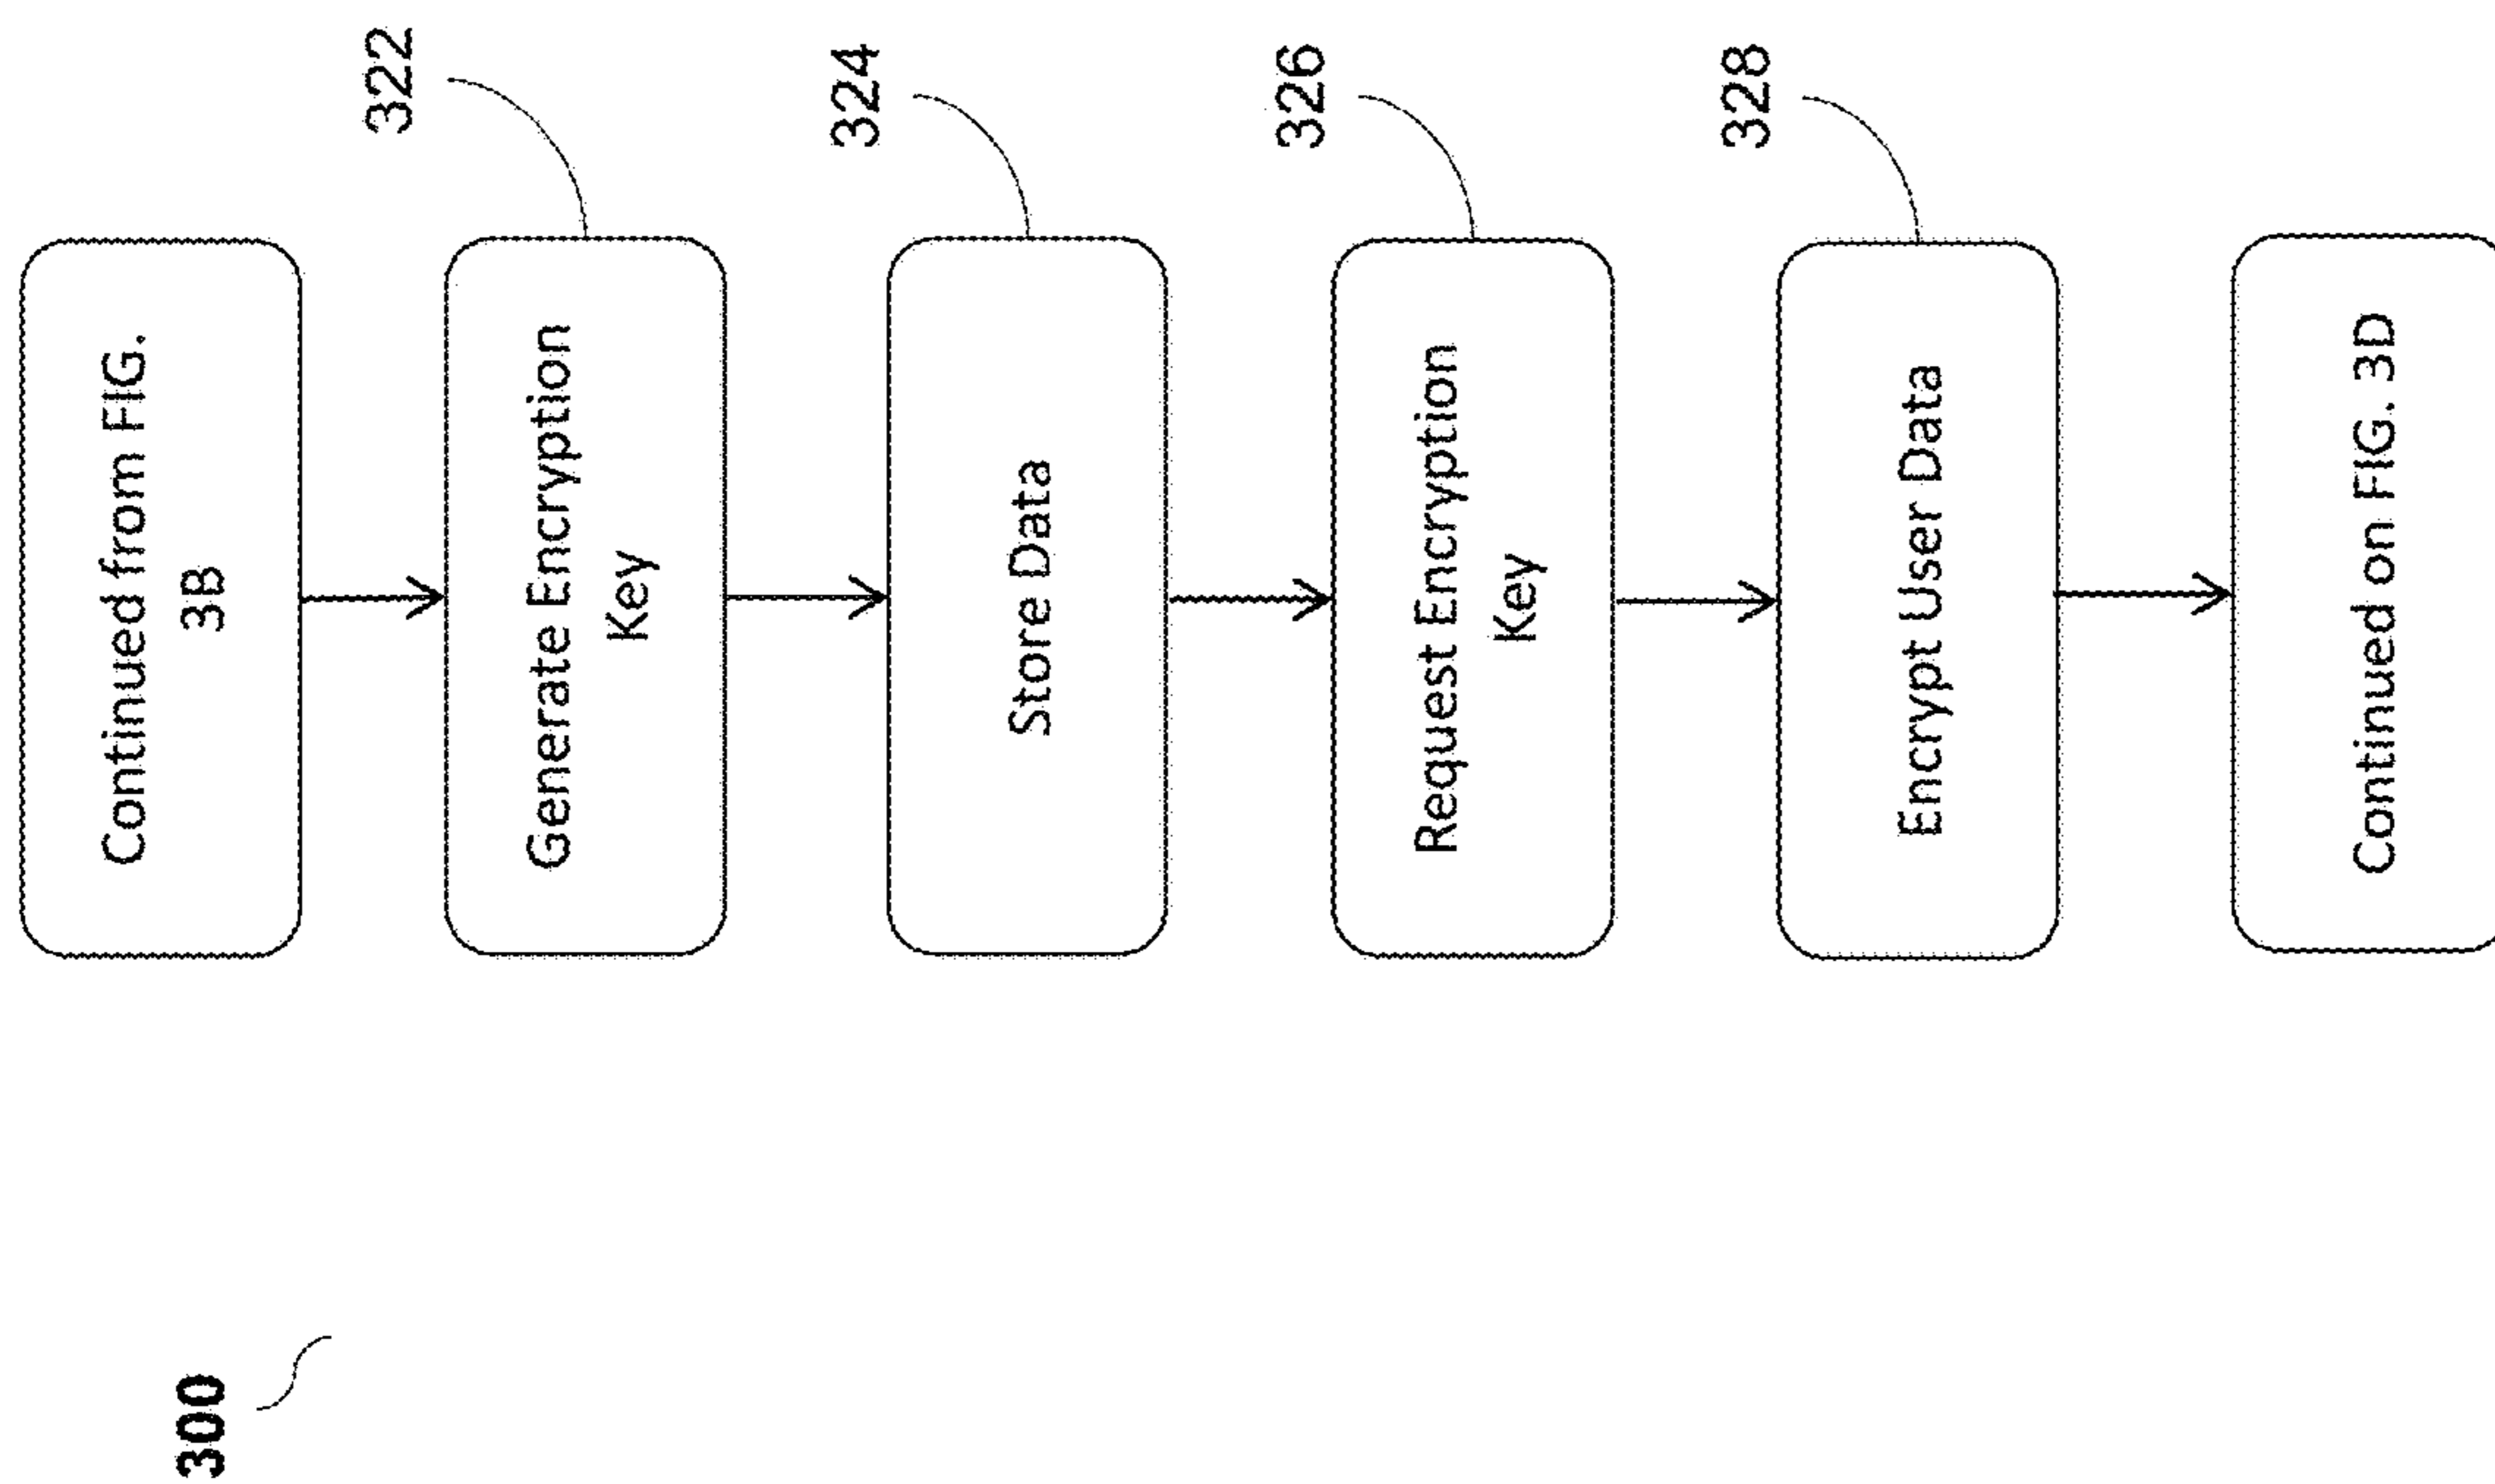 300
Continued from FIG.
3B
322
Generate Encryption
Key
324
Store Data
326
Request Encryption
Key
328
Encrypt User Data
Continued on FIG. 3D